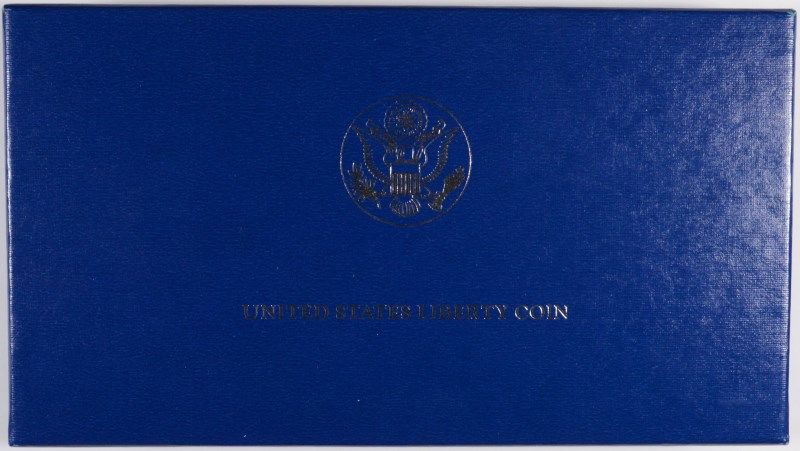 UNITED STATES LIBERTY COIN